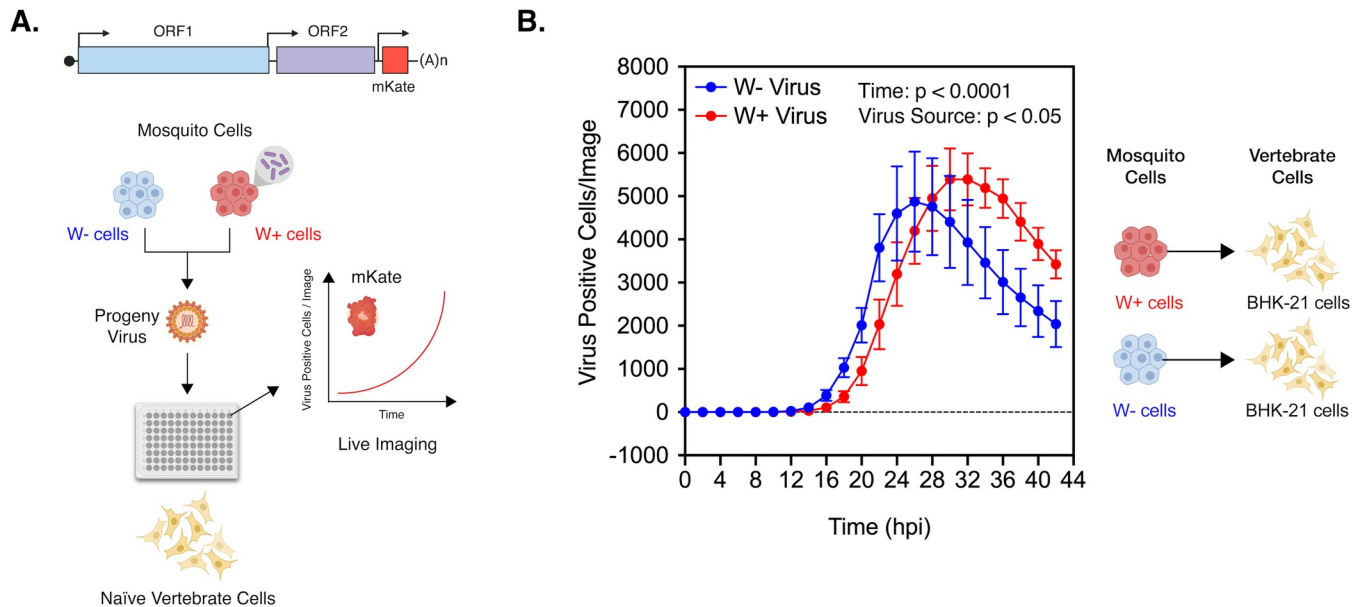 A.
ORF1
ORF2
(A)n
mKate
Mosquito Cells
W- cells
W+ cells
Progeny
Virus
mKate
Virus Positive Cells / Image
Time
Live Imaging
Naïve Vertebrate Cells
B.
8000
7000
6000
5000
4000
3000
2000
1000
0
-1000
Virus Positive Cells/Image
W- Virus
W+ Virus
Time: p < 0.0001
Virus Source: p < 0.05
0 4 8 12 16 20 24 28 32 36 40 44
Time (hpi)
Mosquito
Cells
Vertebrate
Cells
W+ cells
BHK-21 cells
W- cells
BHK-21 cells